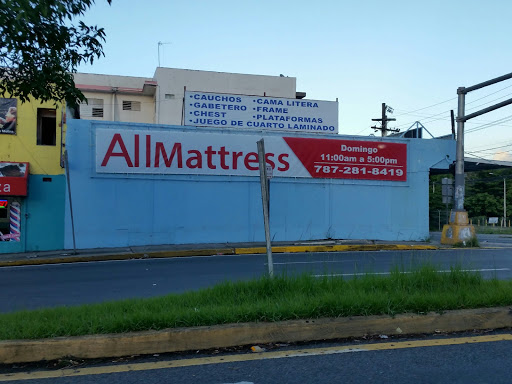 •CAUCHOS •CAMA LITERA
•GABETERO •FRAME
•CHEST •PLATAFORMAS
•JUEGO DE CUARTO LAMINADO
AllMattress
Domingo
11:00am a 5:00pm
787-281-8419
za